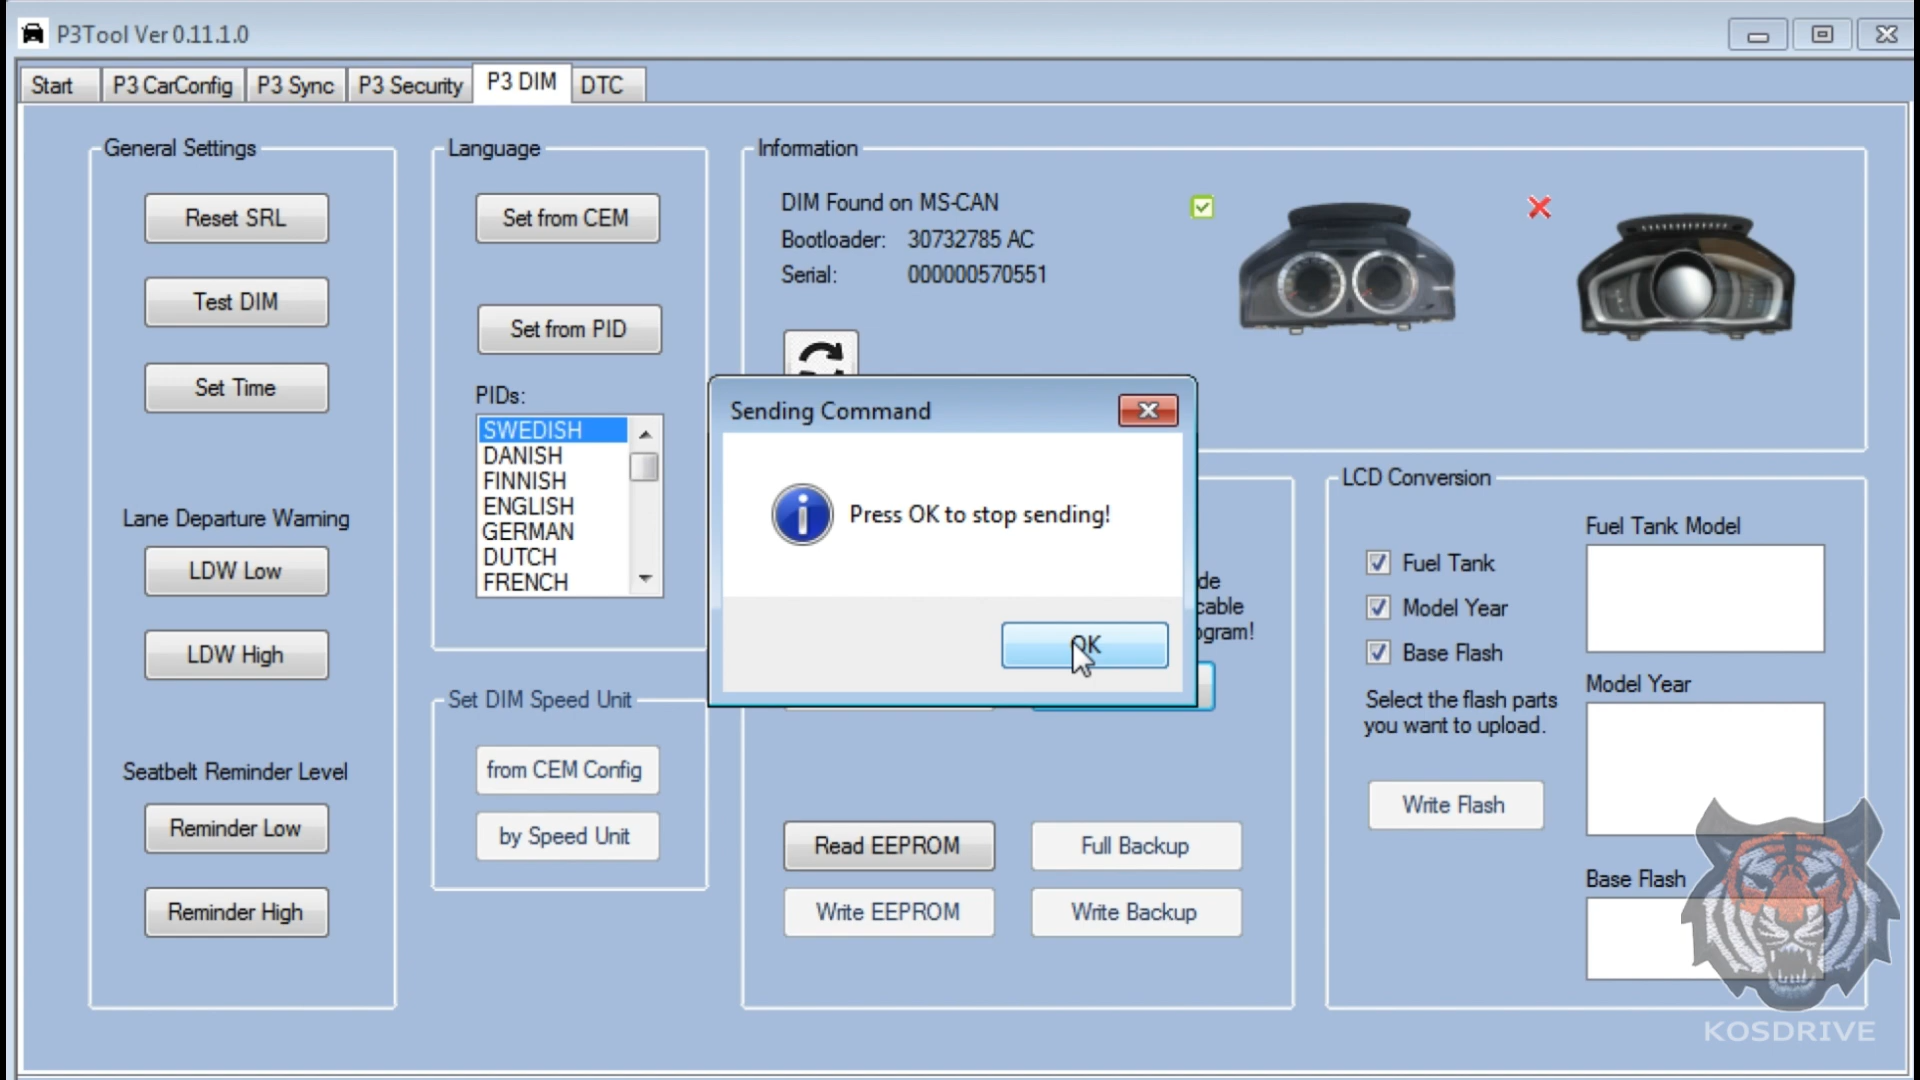 P3Tool Ver 0.11.1.0
Start
P3 CarConfig
P3 Sync
P3 Security
P3 DIM
DTC
General Settings
Reset SRL
Test DIM
Set Time
Lane Departure Warning
LDW Low
LDW High
Seatbelt Reminder Level
Reminder Low
Reminder High
Language
Set from CEM
Set from PID
PIDs:
SWEDISH
DANISH
FINNISH
ENGLISH
GERMAN
DUTCH
FRENCH
Set DIM Speed Unit
from CEM Config
by Speed Unit
Information
DIM Found on MS-CAN
Bootloader: 30732785 AC
Serial: 000000570551
Sending Command
Press OK to stop sending!
OK
Read EEPROM
Full Backup
Write EEPROM
Write Backup
LCD Conversion
Fuel Tank
Model Year
Base Flash
Select the flash parts
you want to upload.
Write Flash
Fuel Tank Model
Model Year
Base Flash
KOSDRIVE